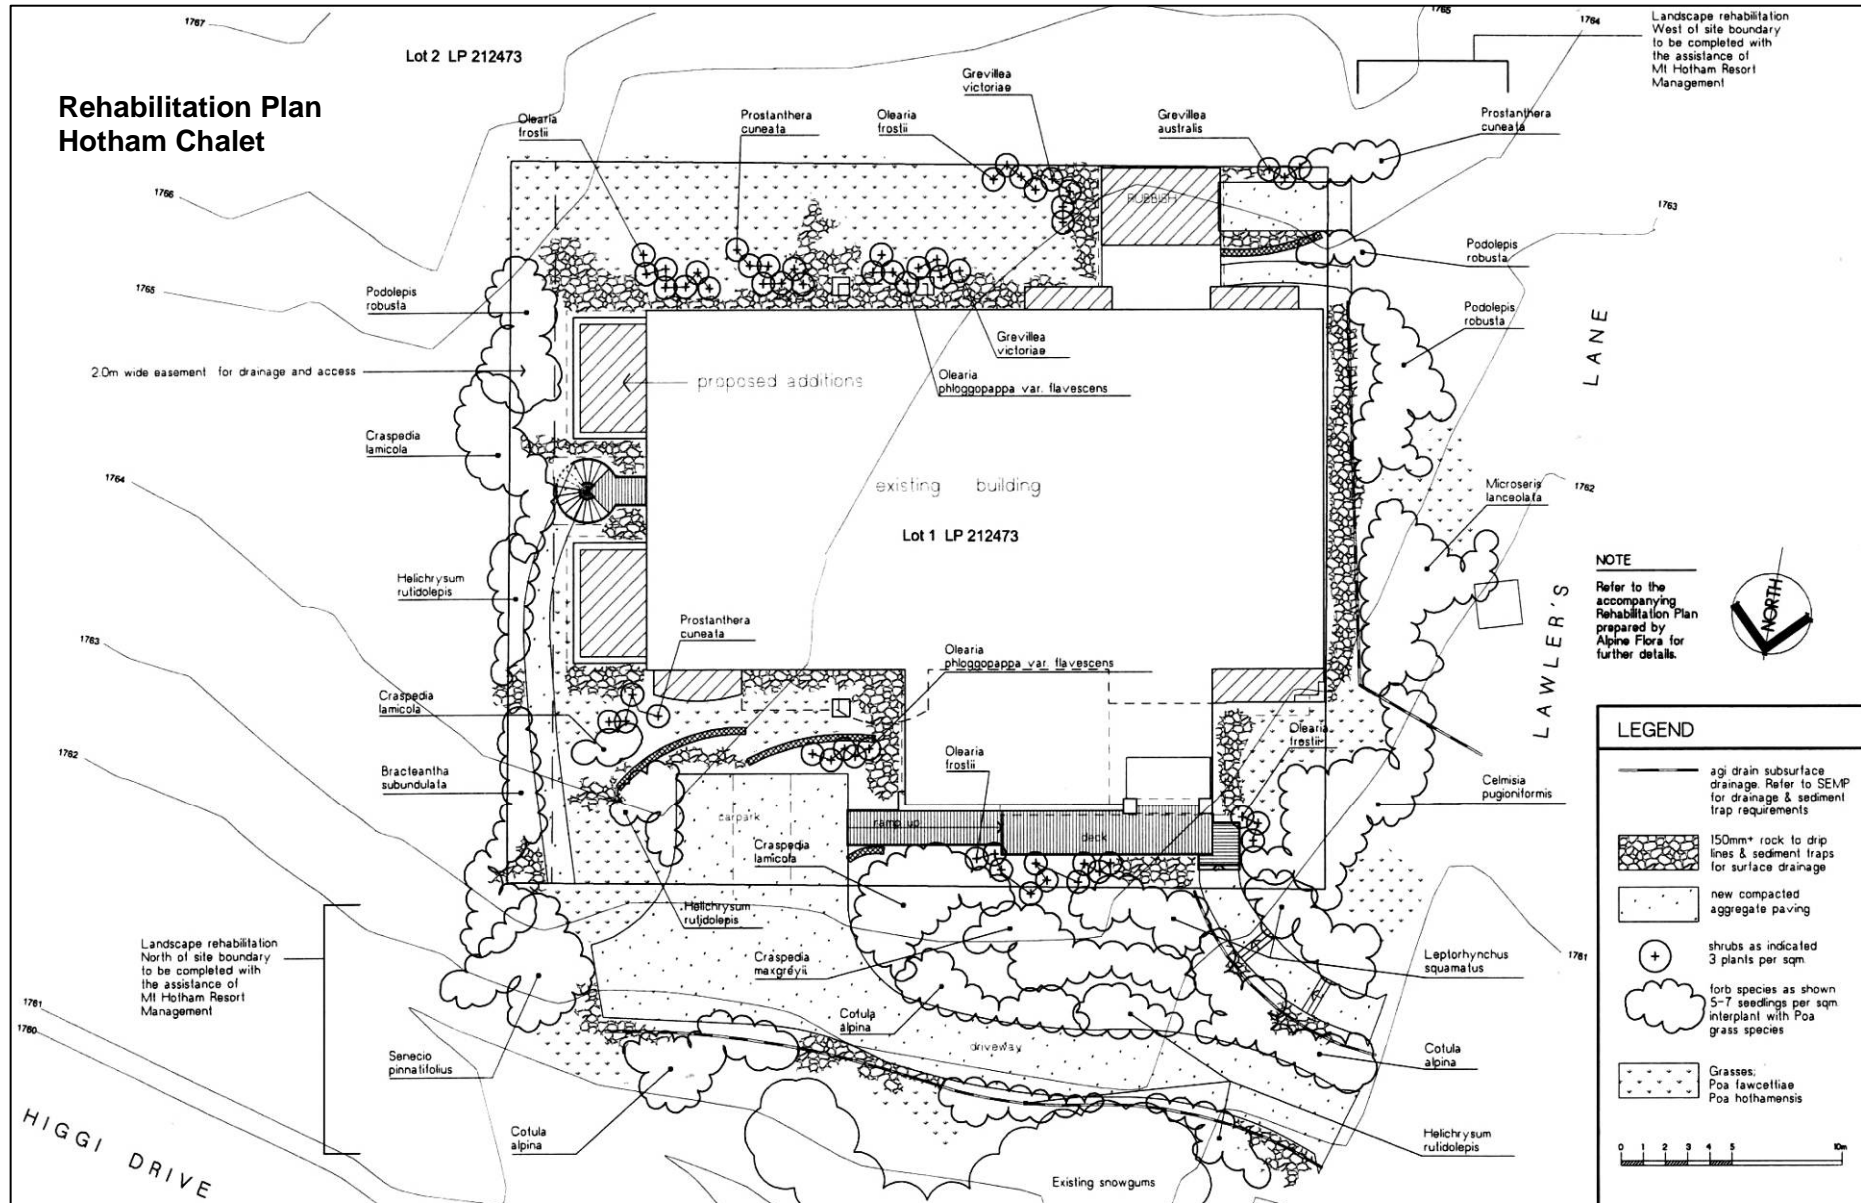 1767
Lot 2 LP 212473
1765
1764
Landscape rehabilitation
West of site boundary
to be completed with
the assistance of
Mt Hotham Resort
Management
Rehabilitation Plan
Hotham Chalet
Olearia
frostii
Prostanthera
cuneata
Olearia
frostii
Grevillea
victoriae
Grevillea
australis
Prostanthera
cuneata
1766
RUBBISH
1763
Podolepis
robusta
1765
Podolepis
robusta
Podolepis
robusta
Grevillea
victoriae
2.0m wide easement for drainage and access
proposed additions
Olearia
phloggopappa var. flavescens
LANE
Craspedia
lamicola
1764
existing building
Lot 1 LP 212473
Microseris
lanceolata
1762
Helichrysum
rutidolepis
NOTE
Refer to the
accompanying
Rehabilitation Plan
prepared by
Alpine Flora for
further details.
NORTH
LAWLER'S
1763
Prostanthera
cuneata
Olearia
phloggopappa var. flavescens
Craspedia
lamicola
1762
Bracteantha
subundulata
Olearia
frostii
Olearia
frostii
Celmisia
pugioniformis
carpark
ramp up
deck
Craspedia
lamicola
Helichrysum
rutidolepis
Landscape rehabilitation
North of site boundary
to be completed with
the assistance of
Mt Hotham Resort
Management
Craspedia
maxgreyii
Leptorhynchus
squamatus
1761
1761
1760
Cotula
alpina
driveway
Senecio
pinnatifolius
Cotula
alpina
Cotula
alpina
Helichrysum
rutidolepis
HIGGI DRIVE
Existing snowgums
LEGEND
agi drain subsurface
drainage. Refer to SEMP
for drainage & sediment
trap requirements
150mm+ rock to drip
lines & sediment traps
for surface drainage
new compacted
aggregate paving
shrubs as indicated
3 plants per sqm
forb species as shown
5-7 seedlings per sqm
interplant with Poa
grass species
Grasses;
Poa fawcettiae
Poa hothamensis
0 1 2 3 4 5 10m